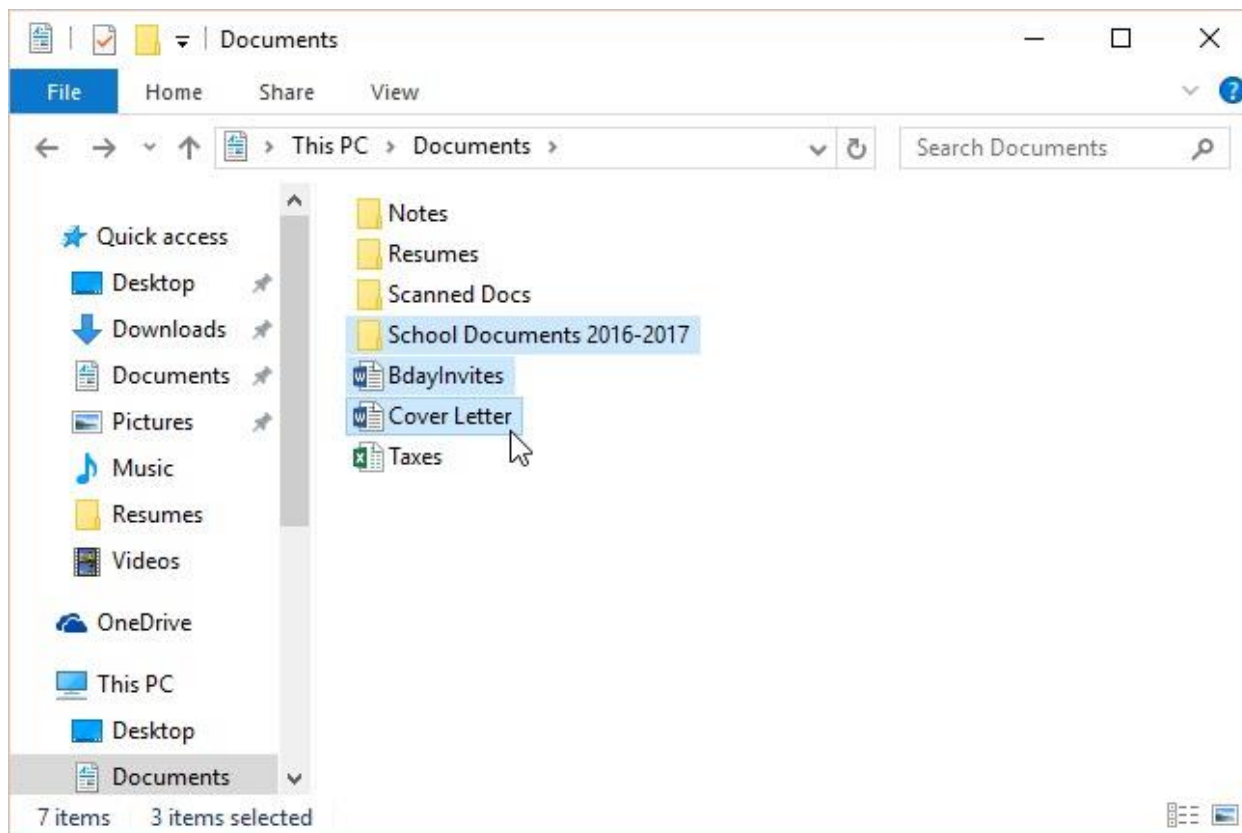 Documents
File Home Share View
This PC Documents
Search Documents
Quick access
Desktop
Downloads
Documents
Pictures
Music
Resumes
Videos
OneDrive
This PC
Desktop
Documents
Notes
Resumes
Scanned Docs
School Documents 2016-2017
BdayInvites
Cover Letter
Taxes
7 items 3 items selected